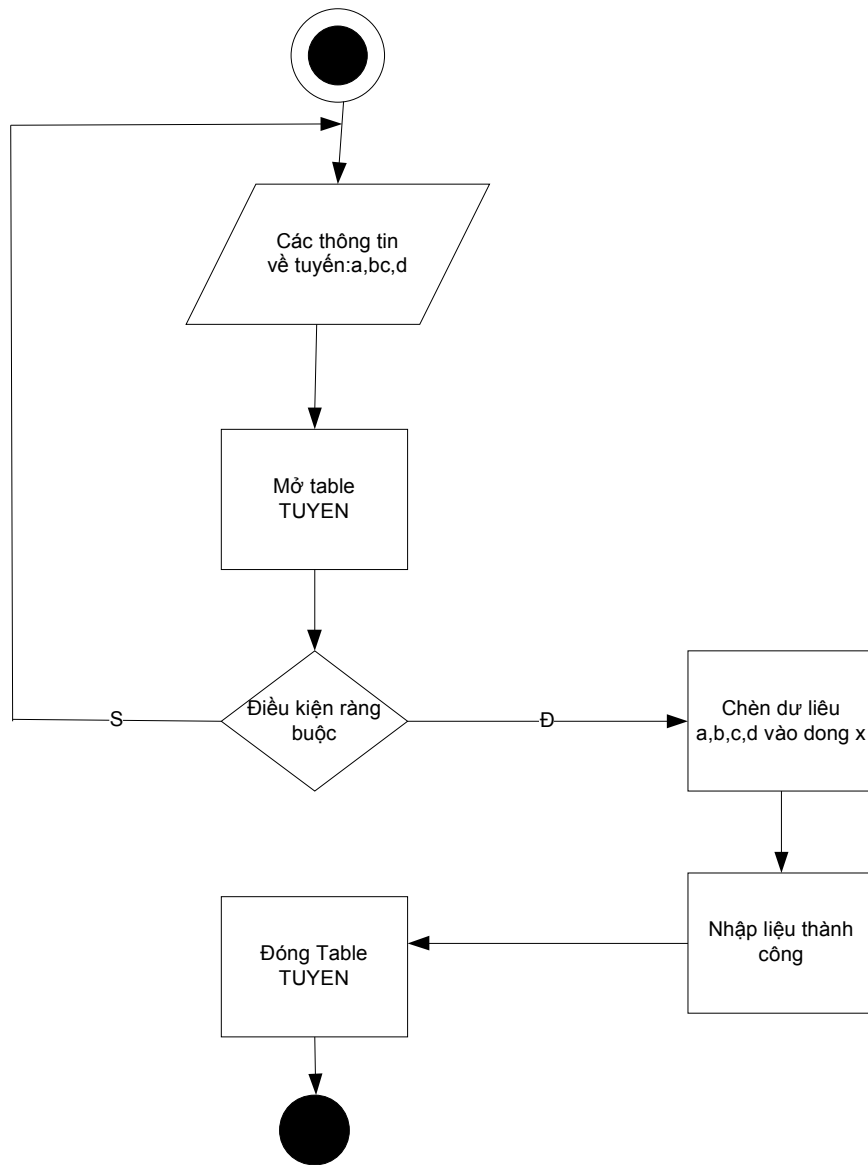 Các thông tin
về tuyến:a,bc,d
Mở table
TUYEN
Điều kiện ràng
buộc
S
Đ
Chèn dư liêu
a,b,c,d vào dong x
Nhập liệu thành
công
Đóng Table
TUYEN